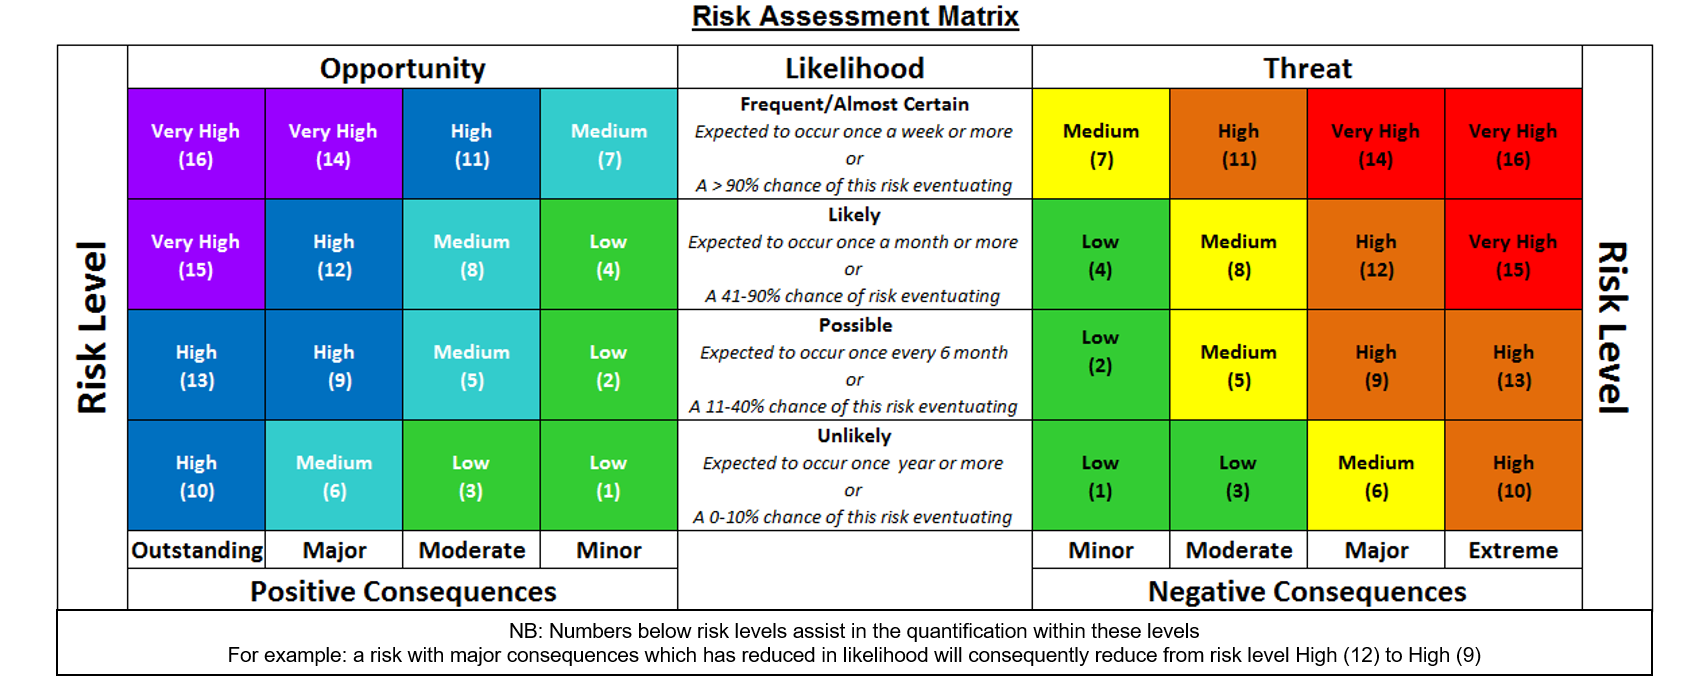 Risk Assessment Matrix
Opportunity Likelihood Threat
Risk Level
Very High (16) Very High (14) High (11) Medium (7)
Frequent/Almost Certain
Expected to occur once a week or more
or
A > 90% chance of this risk eventuating
Medium (7) High (11) Very High (14) Very High (16)
Very High (15) High (12) Medium (8) Low (4)
Likely
Expected to occur once a month or more
or
A 41-90% chance of risk eventuating
Low (4) Medium (8) High (12) Very High (15)
High (13) High (9) Medium (5) Low (2)
Possible
Expected to occur once every 6 month
or
A 11-40% chance of this risk eventuating
Low (2) Medium (5) High (9) High (13)
High (10) Medium (6) Low (3) Low (1)
Unlikely
Expected to occur once  year or more
or
A 0-10% chance of this risk eventuating
Low (1) Low (3) Medium (6) High (10)
Risk Level
Outstanding Major Moderate Minor Minor Moderate Major Extreme
Positive Consequences Negative Consequences
NB: Numbers below risk levels assist in the quantification within these levels
For example: a risk with major consequences which has reduced in likelihood will consequently reduce from risk level High (12) to High (9)